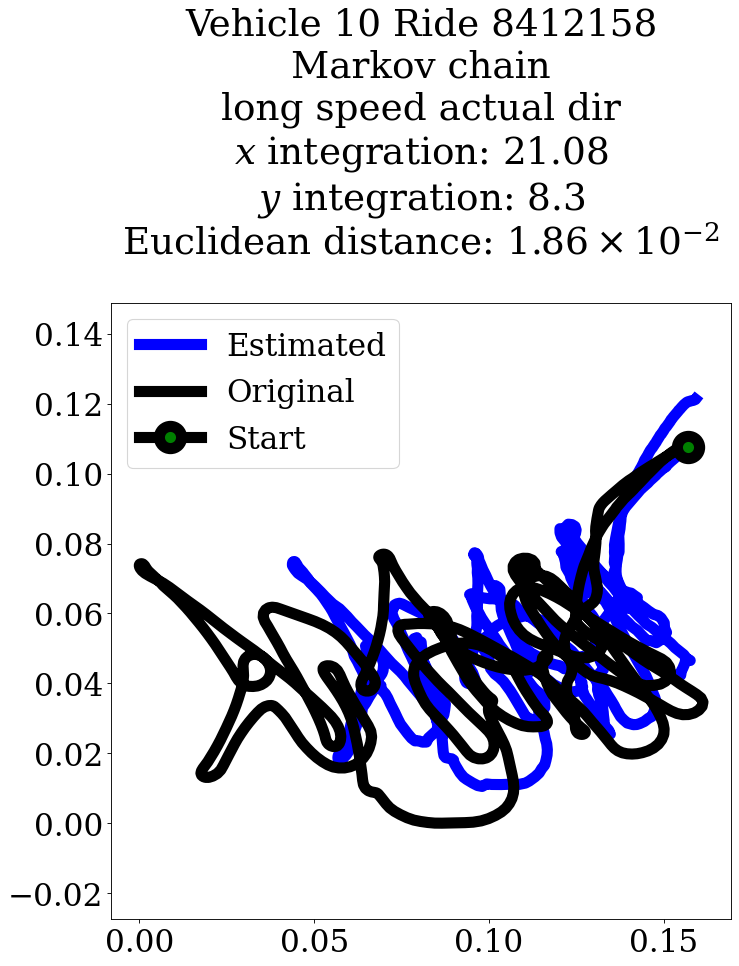 Vehicle 10 Ride 8412158
Markov chain
long speed actual dir
x integration: 21.08
y integration: 8.3
Euclidean distance: 1.86 × 10⁻²
Estimated
Original
Start
0.14
0.12
0.10
0.08
0.06
0.04
0.02
0.00
−0.02
0.00 0.05 0.10 0.15